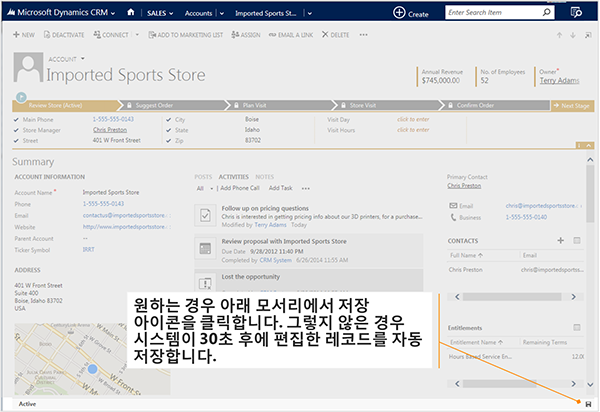 Microsoft Dynamics CRM SALES Accounts Imported Sports St... Create Enter Search Item
NEW DEACTIVATE CONNECT ADD TO MARKETING LIST ASSIGN EMAIL A LINK DELETE ...
ACCOUNT
Imported Sports Store
Annual Revenue No. of Employees Owner*
$745,000.00 52 Terry Adams
Review Store (Active) Suggest Order Plan Visit Store Visit Confirm Order Next Stage
Main Phone 1-555-555-0143 City Boise Visit Day click to enter
Store Manager Chris Preston State Idaho Visit Hours click to enter
Street 401 W Front Street Zip 83702
Summary
ACCOUNT INFORMATION
Account Name* Imported Sports Store
Phone 1-555-555-0143
Email contactus@importedsportsstore.
Website http://www.importedsportsstore.
Parent Account --
Ticker Symbol IRRT
ADDRESS
401 W Front Street
Suite 400
Boise, Idaho 83702
USA
POSTS ACTIVITIES NOTES
All Add Phone Call Add Task ...
Follow up on pricing questions
Chris is interested in getting pricing info about our 3D printers, for a purchase...
Modified by Terry Adams Today
Review proposal with Imported Sports Store
Due Date 9/28/2012 11:40 PM
Completed by CRM System 6/26/2014 11:55 AM
Lost the opportunity
Primary Contact
Chris Preston
Email chris@importedsportsstore
Business 1-555-555-0140
CONTACTS
Full Name Email
Chris Preston chris@importedsports
Entitlements
Entitlement Name Remaining Terms
Hours Based Service En... 12.00
원하는 경우 아래 모서리에서 저장
아이콘을 클릭합니다. 그렇지 않은 경우
시스템이 30초 후에 편집한 레코드를 자동
저장합니다.
W Front St
Active